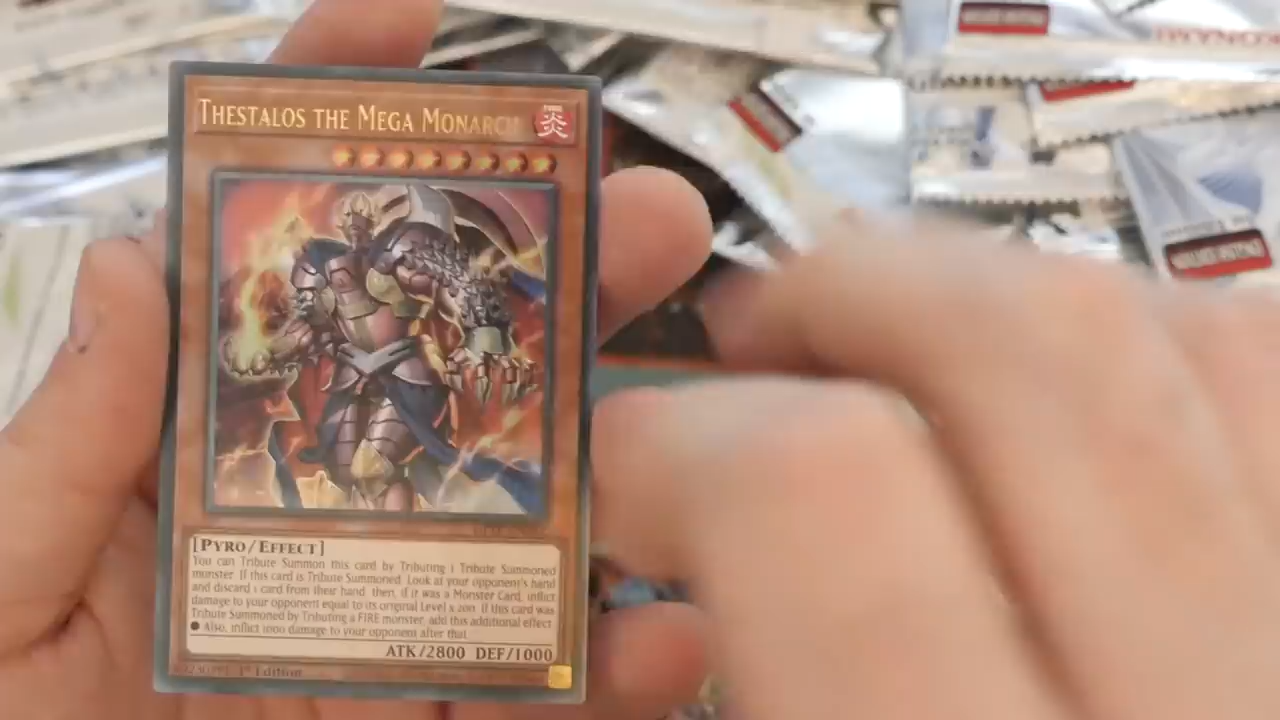 THESTALOS THE MEGA MONARCH
炎
[PYRO/EFFECT]
You can Tribute Summon this card by Tributing 1 Tribute Summoned
monster. If this card is Tribute Summoned: Look at your opponent's hand
and discard 1 card from their hand, then, if it was a Monster Card, inflict
damage to your opponent equal to its original Level x 200. If this card was
Tribute Summoned by Tributing a FIRE monster, add this additional effect.
● Also, inflict 1000 damage to your opponent after that.
ATK/2800 DEF/1000
1st Edition
KONAMI